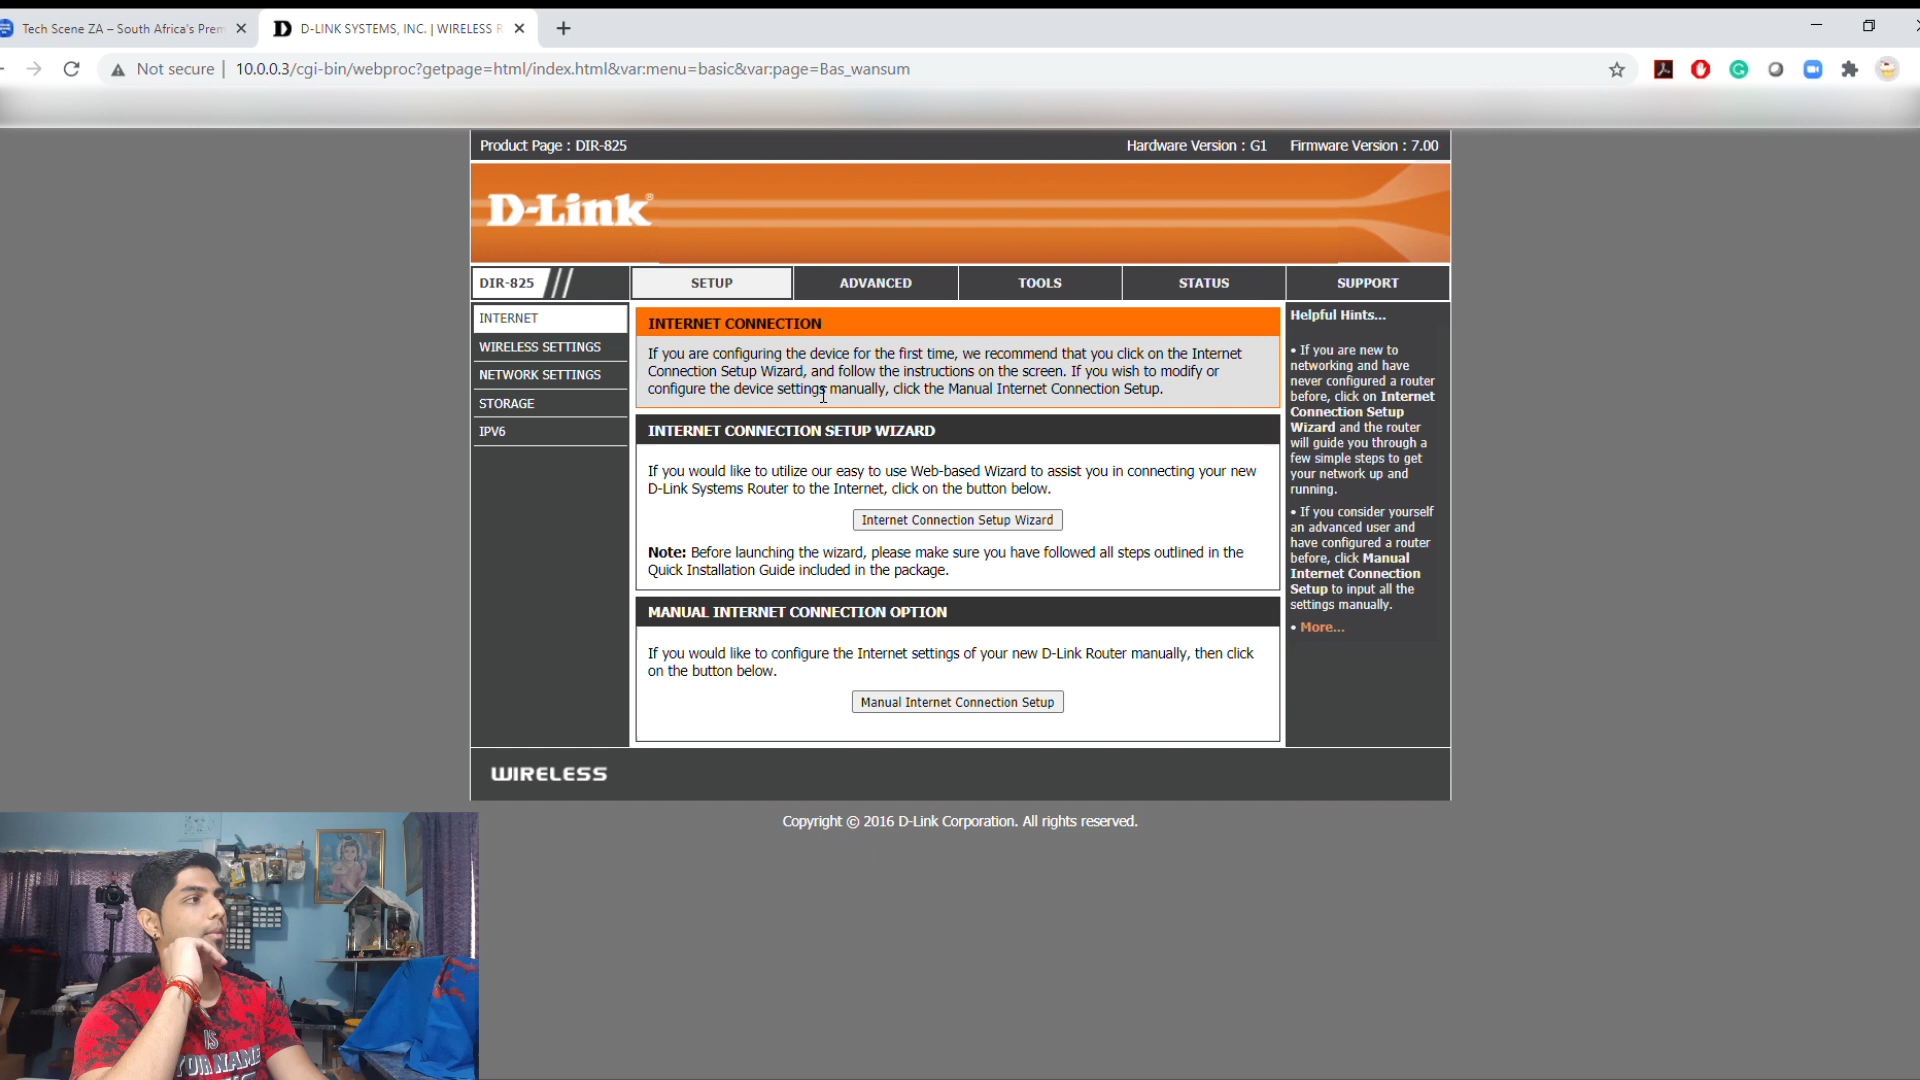 Tech Scene ZA – South Africa's Prem
D-LINK SYSTEMS, INC. | WIRELESS R
Not secure | 10.0.0.3/cgi-bin/webproc?getpage=html/index.html&var:menu=basic&var:page=Bas_wansum
Product Page : DIR-825 Hardware Version : G1 Firmware Version : 7.00
D-Link®
DIR-825 SETUP ADVANCED TOOLS STATUS SUPPORT
INTERNET
WIRELESS SETTINGS
NETWORK SETTINGS
STORAGE
IPV6
INTERNET CONNECTION
If you are configuring the device for the first time, we recommend that you click on the Internet
Connection Setup Wizard, and follow the instructions on the screen. If you wish to modify or
configure the device settings manually, click the Manual Internet Connection Setup.
INTERNET CONNECTION SETUP WIZARD
If you would like to utilize our easy to use Web-based Wizard to assist you in connecting your new
D-Link Systems Router to the Internet, click on the button below.
Internet Connection Setup Wizard
Note: Before launching the wizard, please make sure you have followed all steps outlined in the
Quick Installation Guide included in the package.
MANUAL INTERNET CONNECTION OPTION
If you would like to configure the Internet settings of your new D-Link Router manually, then click
on the button below.
Manual Internet Connection Setup
Helpful Hints...
• If you are new to
networking and have
never configured a router
before, click on Internet
Connection Setup
Wizard and the router
will guide you through a
few simple steps to get
your network up and
running.
• If you consider yourself
an advanced user and
have configured a router
before, click Manual
Internet Connection
Setup to input all the
settings manually.
• More...
WIRELESS
Copyright © 2016 D-Link Corporation. All rights reserved.
IS
YOUR NAME